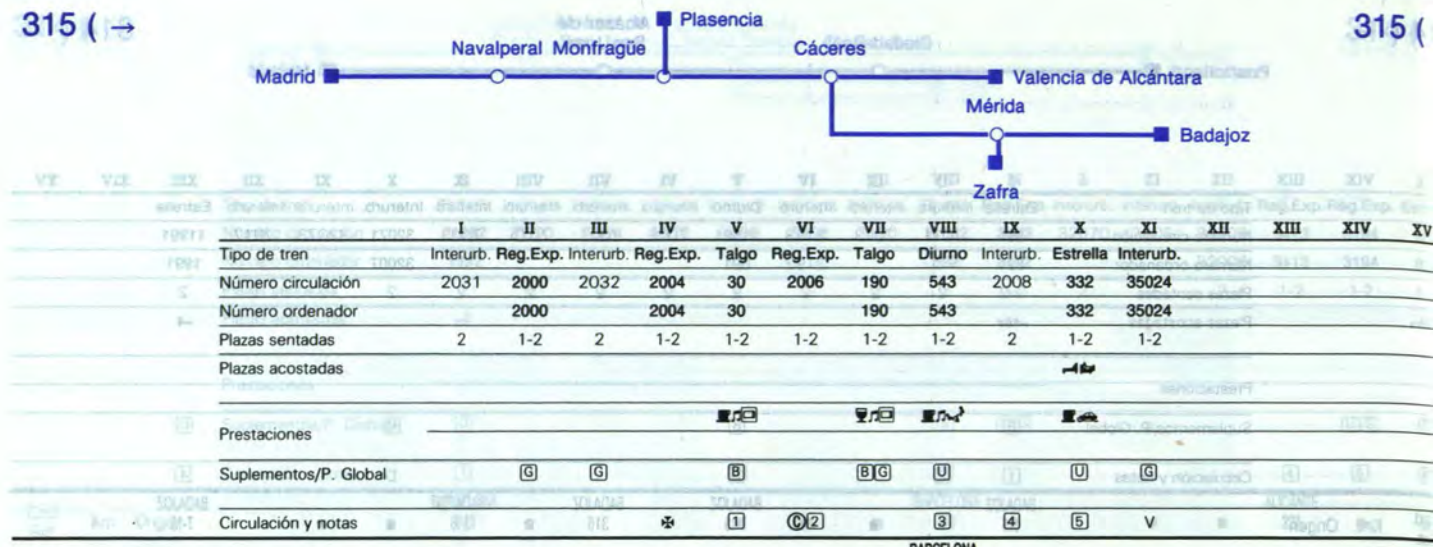 315 ( →
315 (
Plasencia
Navalperal Monfragüe Cáceres
Madrid Valencia de Alcántara
Mérida
Badajoz
Zafra
I II III IV V VI VII VIII IX X XI XII XIII XIV XV
Tipo de tren Interurb. Reg.Exp. Interurb. Reg.Exp. Talgo Reg.Exp. Talgo Diurno Interurb. Estrella Interurb.
Número circulación 2031 2000 2032 2004 30 2006 190 543 2008 332 35024
Número ordenador 2000 2004 30 190 543 332 35024
Plazas sentadas 2 1-2 2 1-2 1-2 1-2 1-2 1-2 2 1-2 1-2
Plazas acostadas
Prestaciones
Suplementos/P. Global G G B B G U U G
Circulación y notas ✠ 1 Ⓒ 2 3 4 5 V
BARCELONA